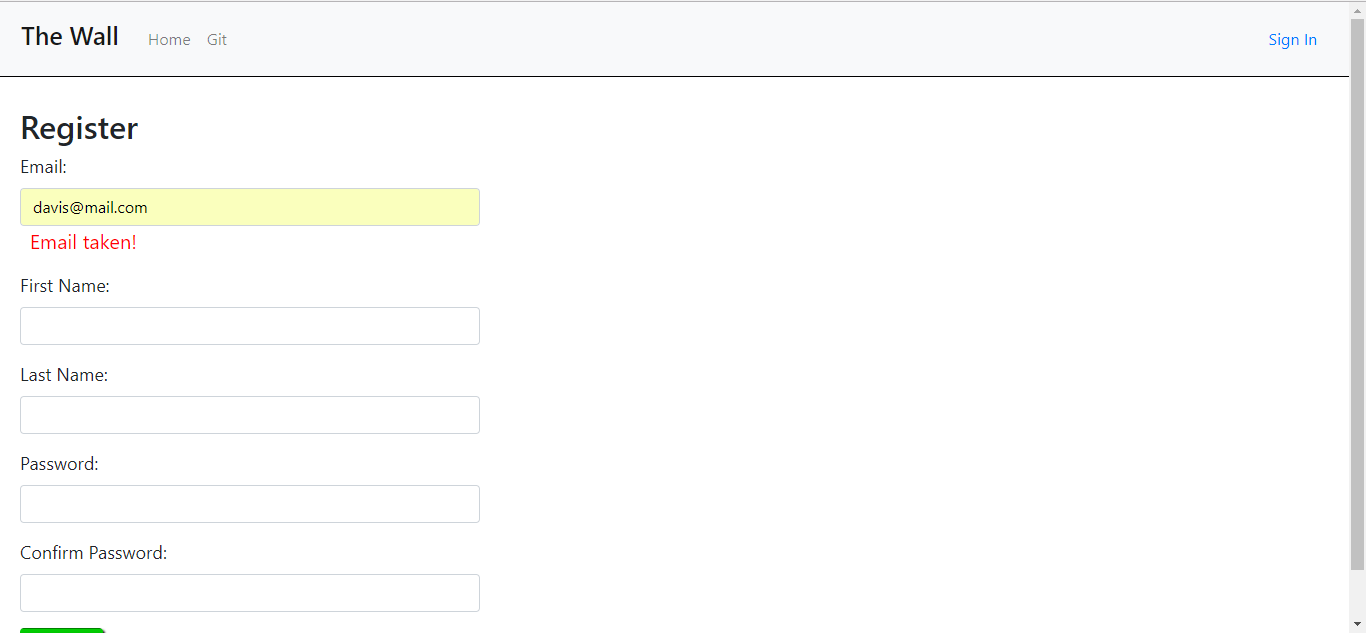 The Wall Home Git Sign In
Register
Email:
davis@mail.com
Email taken!
First Name:
Last Name:
Password:
Confirm Password: